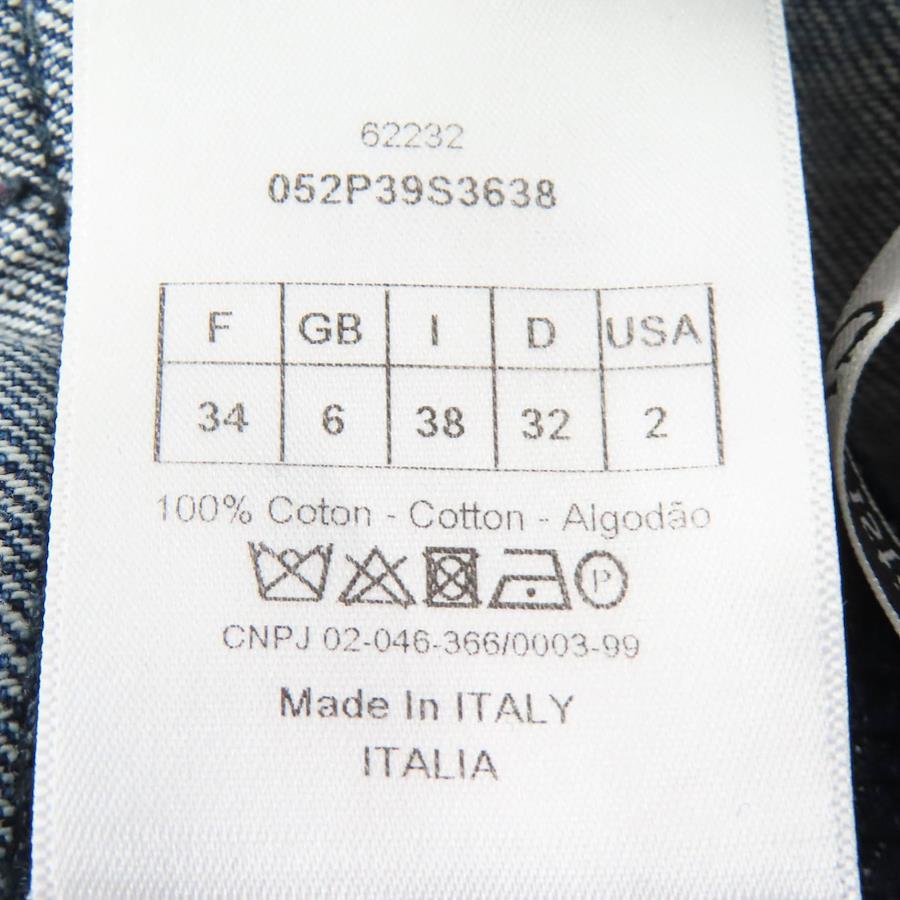 62232
052P39S3638
F GB I D USA
34 6 38 32 2
100% Coton - Cotton - Algodão
P
CNPJ 02-046-366/0003-99
Made In ITALY
ITALIA